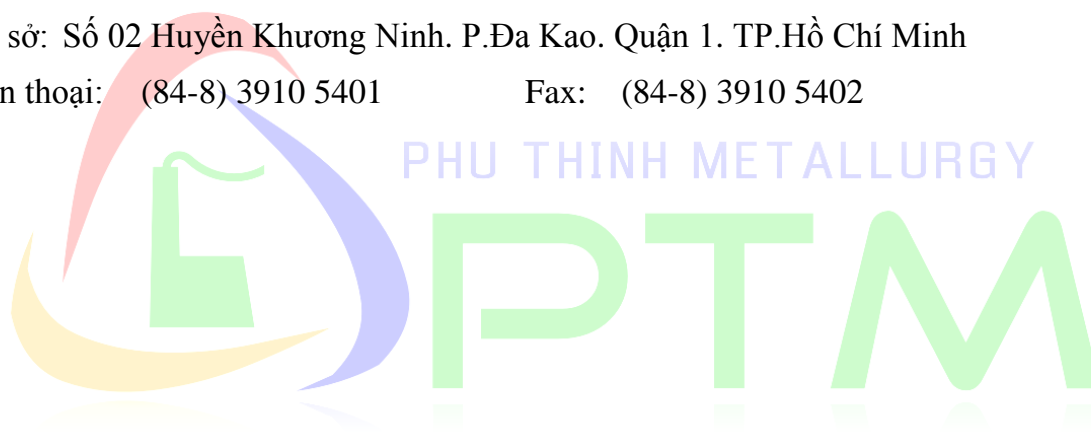 sở: Số 02 Huyền Khương Ninh. P.Đa Kao. Quận 1. TP.Hồ Chí Minh
n thoại: (84-8) 3910 5401 Fax: (84-8) 3910 5402
PHU THINH METALLURGY
PTM